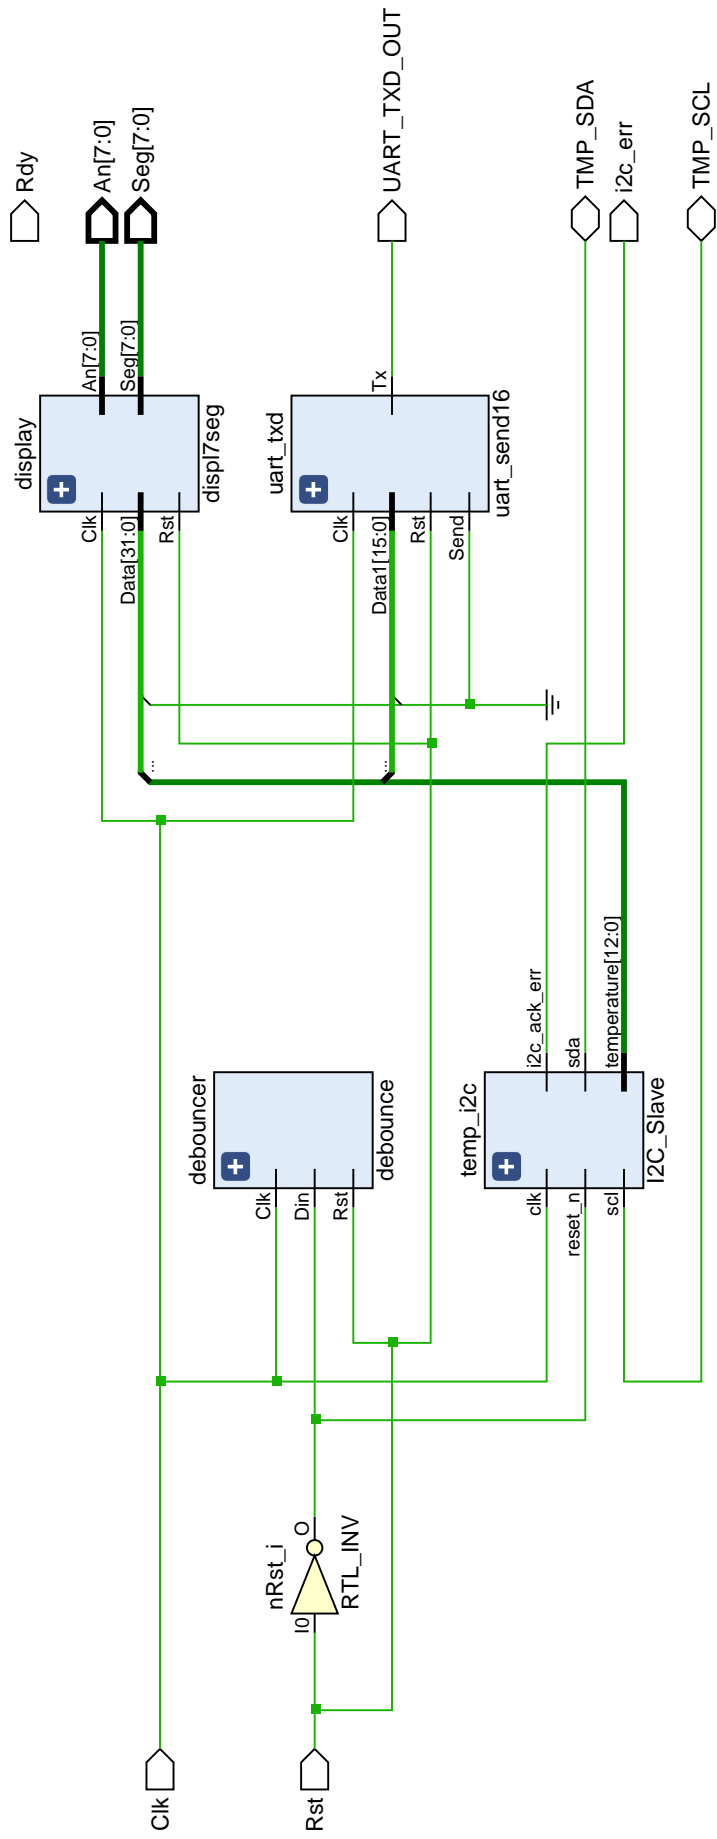 Clk
Rst
nRst_i
I0
O
RTL_INV
debouncer
Clk
Din
Rst
debounce
temp_i2c
clk
reset_n
scl
i2c_ack_err
sda
temperature[12:0]
I2C_Slave
...
...
display
Clk
Data[31:0]
Rst
An[7:0]
Seg[7:0]
displ7seg
uart_txd
Clk
Data1[15:0]
Rst
Send
Tx
uart_send16
Rdy
An[7:0]
Seg[7:0]
UART_TXD_OUT
TMP_SDA
i2c_err
TMP_SCL